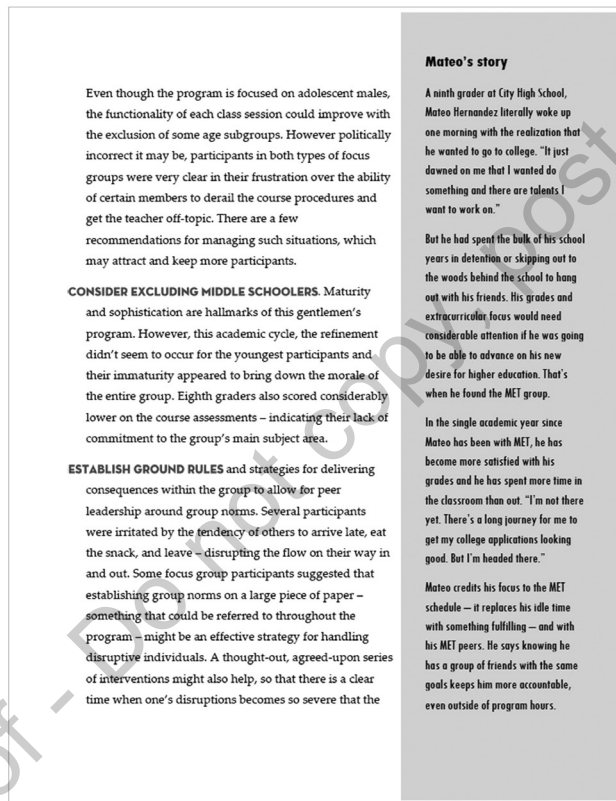 Even though the program is focused on adolescent males,
the functionality of each class session could improve with
the exclusion of some age subgroups. However politically
incorrect it may be, participants in both types of focus
groups were very clear in their frustration over the ability
of certain members to derail the course procedures and
get the teacher off-topic. There are a few
recommendations for managing such situations, which
may attract and keep more participants.
CONSIDER EXCLUDING MIDDLE SCHOOLERS. Maturity
and sophistication are hallmarks of this gentlemen's
program. However, this academic cycle, the refinement
didn't seem to occur for the youngest participants and
their immaturity appeared to bring down the morale of
the entire group. Eighth graders also scored considerably
lower on the course assessments – indicating their lack of
commitment to the group's main subject area.
ESTABLISH GROUND RULES and strategies for delivering
consequences within the group to allow for peer
leadership around group norms. Several participants
were irritated by the tendency of others to arrive late, eat
the snack, and leave – disrupting the flow on their way in
and out. Some focus group participants suggested that
establishing group norms on a large piece of paper –
something that could be referred to throughout the
program – might be an effective strategy for handling
disruptive individuals. A thought-out, agreed-upon series
of interventions might also help, so that there is a clear
time when one's disruptions becomes so severe that the
Mateo's story
A ninth grader at City High School,
Mateo Hernandez literally woke up
one morning with the realization that
he wanted to go to college. "It just
dawned on me that I wanted do
something and there are talents I
want to work on."
But he had spent the bulk of his school
years in detention or skipping out to
the woods behind the school to hang
out with his friends. His grades and
extracurricular focus would need
considerable attention if he was going
to be able to advance on his new
desire for higher education. That's
when he found the MET group.
In the single academic year since
Mateo has been with MET, he has
become more satisfied with his
grades and he has spent more time in
the classroom than out. "I'm not there
yet. There's a long journey for me to
get my college applications looking
good. But I'm headed there."
Mateo credits his focus to the MET
schedule – it replaces his idle time
with something fulfilling – and with
his MET peers. He says knowing he
has a group of friends with the same
goals keeps him more accountable,
even outside of program hours.
of - Do not copy, post